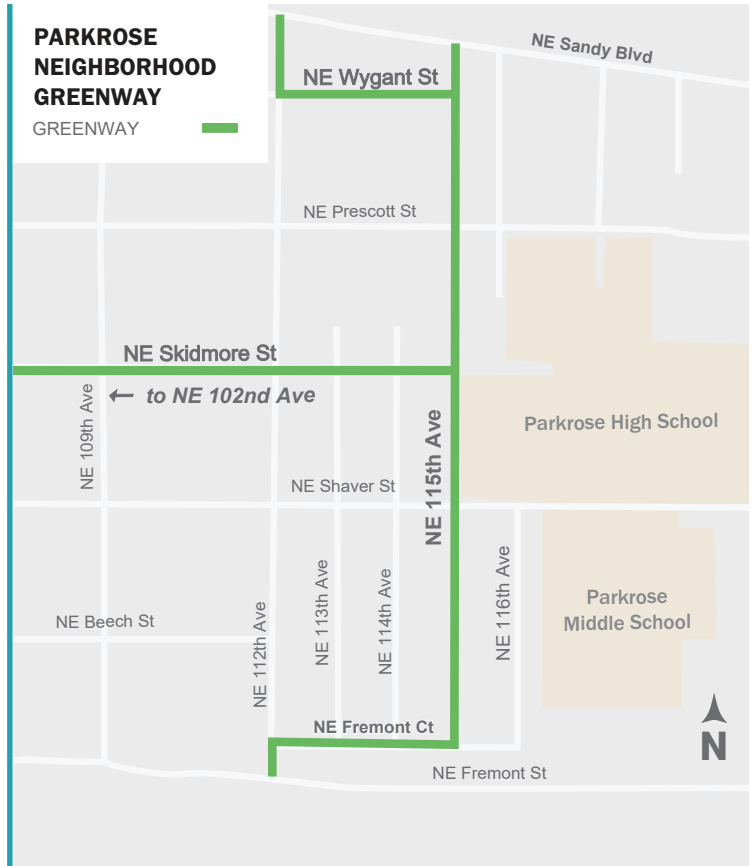 PARKROSE
NEIGHBORHOOD
GREENWAY
GREENWAY
NE Sandy Blvd
NE Wygant St
NE Prescott St
NE Skidmore St
← to NE 102nd Ave
NE 109th Ave
NE 115th Ave
Parkrose High School
NE Shaver St
NE 112th Ave
NE 113th Ave
NE 114th Ave
NE 116th Ave
Parkrose
Middle School
NE Beech St
NE Fremont Ct
N
NE Fremont St